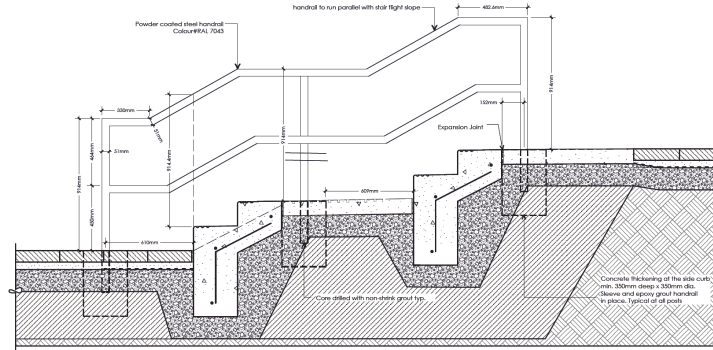 handrail to run parallel with stair flight slope
482.6mm
Powder coated steel handrail
Colour#RAL 7043
914mm
330mm
51mm
152mm
914mm
464mm
51mm
914.4mm
914mm
Expansion Joint
450mm
610mm
609mm
Core drilled with non-shrink grout typ.
Concrete thickening at the side curb
min. 350mm deep x 350mm dia.
Sleeve and epoxy grout handrail
in place. Typical at all posts